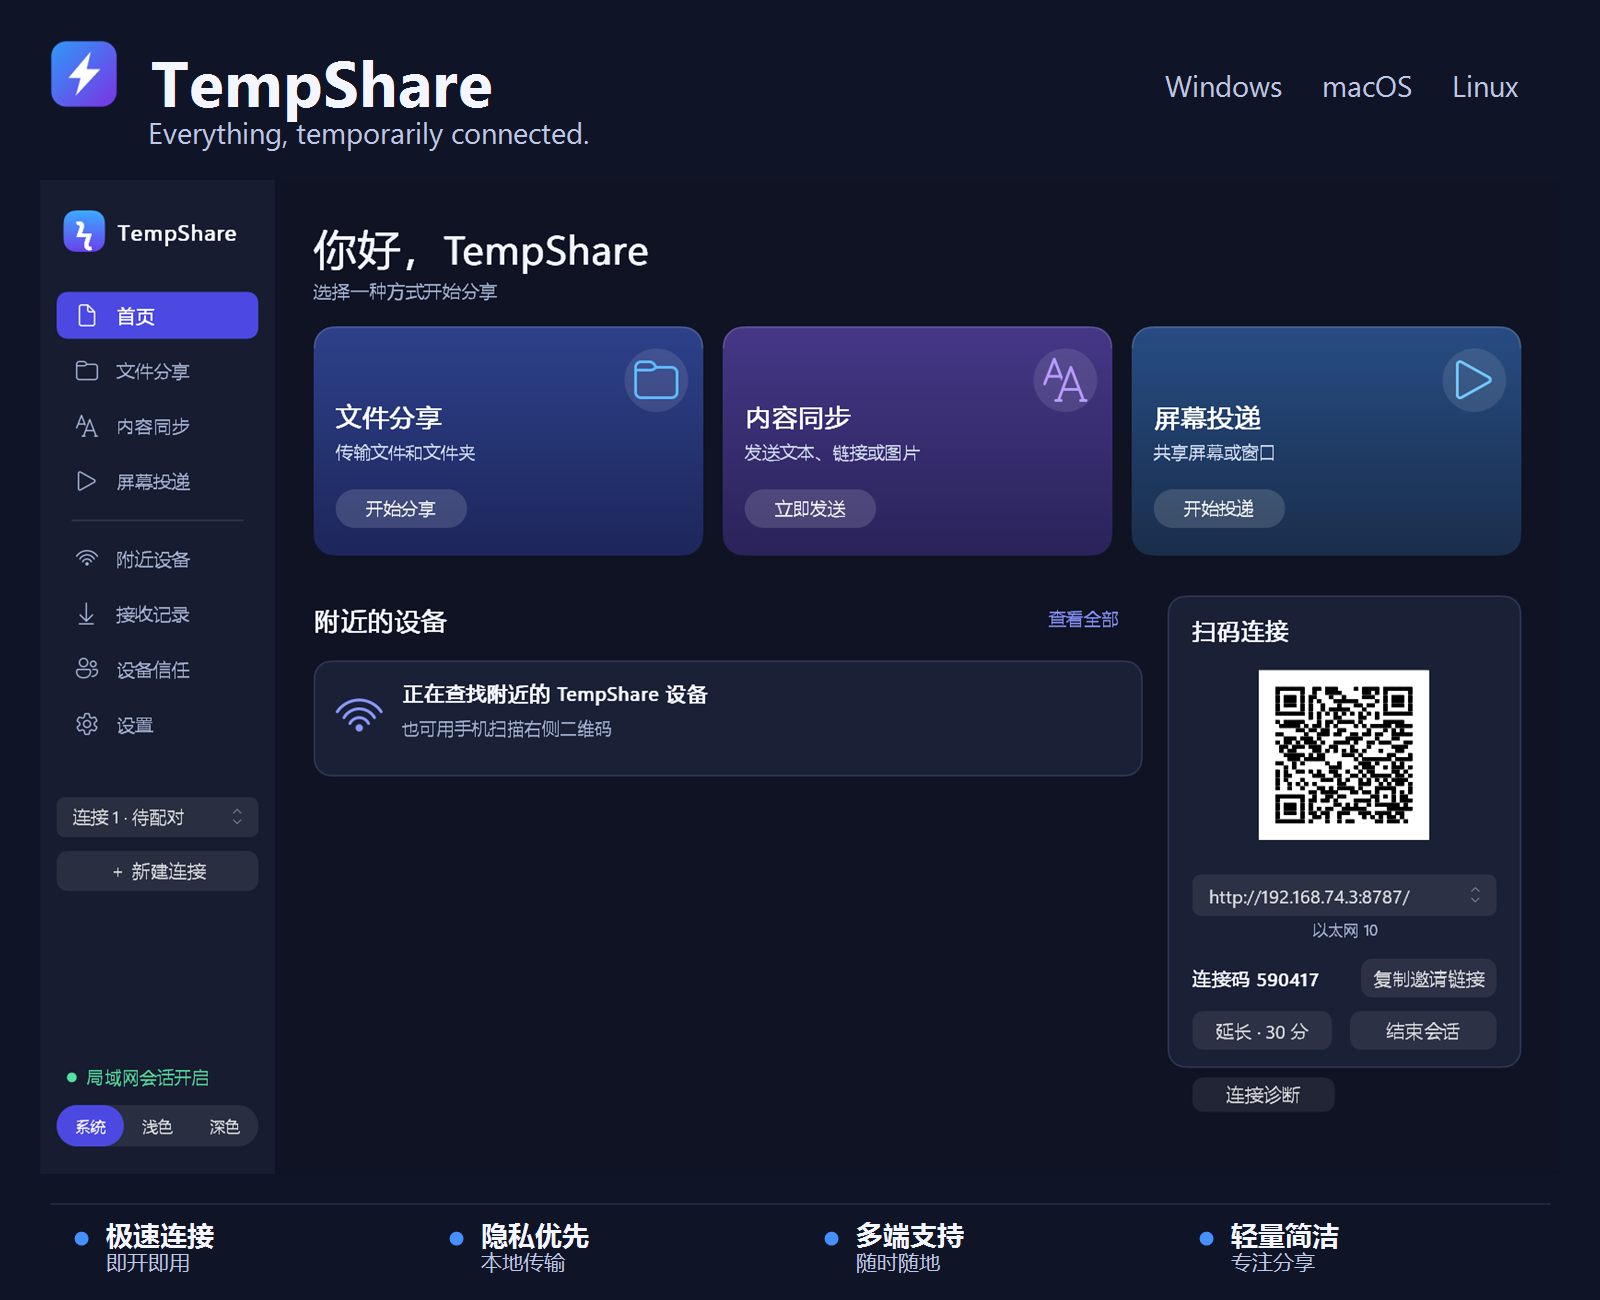 TempShare
Everything, temporarily connected.
Windows macOS Linux
TempShare
首页
文件分享
内容同步
屏幕投递
附近设备
接收记录
设备信任
设置
连接 1 · 待配对
+ 新建连接
局域网会话开启
系统 浅色 深色
你好，TempShare
选择一种方式开始分享
文件分享
传输文件和文件夹
开始分享
内容同步
发送文本、链接或图片
立即发送
屏幕投递
共享屏幕或窗口
开始投递
附近的设备
查看全部
正在查找附近的 TempShare 设备
也可用手机扫描右侧二维码
扫码连接
http://192.168.74.3:8787/
以太网 10
连接码 590417
复制邀请链接
延长 · 30 分
结束会话
连接诊断
极速连接
即开即用
隐私优先
本地传输
多端支持
随时随地
轻量简洁
专注分享